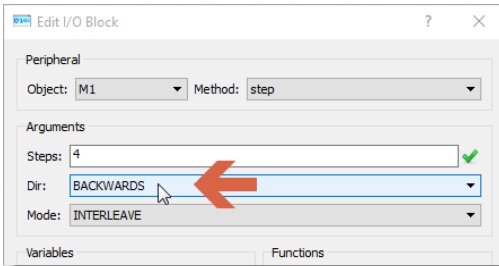 Edit I/O Block ?
Peripheral
Object: M1 Method: step
Arguments
Steps: 4
Dir: BACKWARDS
Mode: INTERLEAVE
Variables Functions